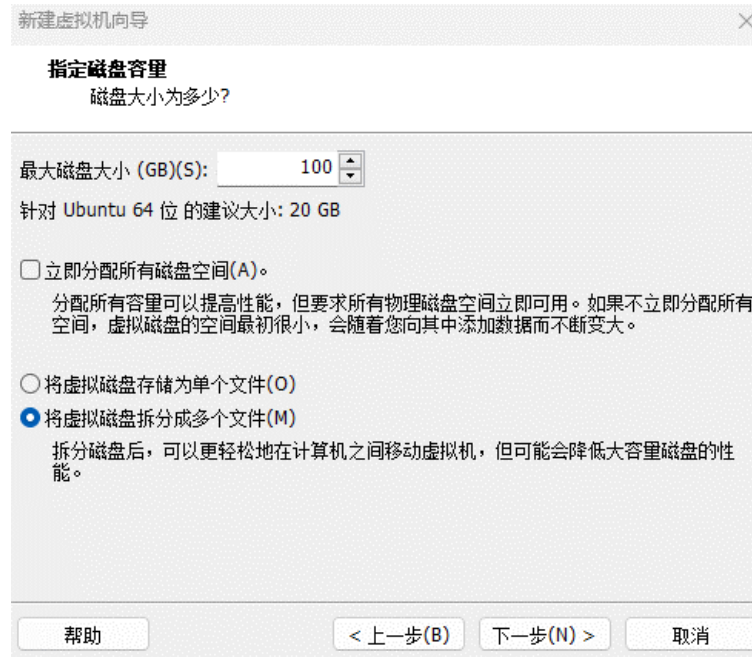 新建虚拟机向导
指定磁盘容量
磁盘大小为多少?
最大磁盘大小 (GB)(S): 100
针对 Ubuntu 64 位 的建议大小: 20 GB
立即分配所有磁盘空间(A)。
分配所有容量可以提高性能，但要求所有物理磁盘空间立即可用。如果不立即分配所有
空间，虚拟磁盘的空间最初很小，会随着您向其中添加数据而不断变大。
将虚拟磁盘存储为单个文件(O)
将虚拟磁盘拆分成多个文件(M)
拆分磁盘后，可以更轻松地在计算机之间移动虚拟机，但可能会降低大容量磁盘的性
能。
帮助 < 上一步(B) 下一步(N) > 取消